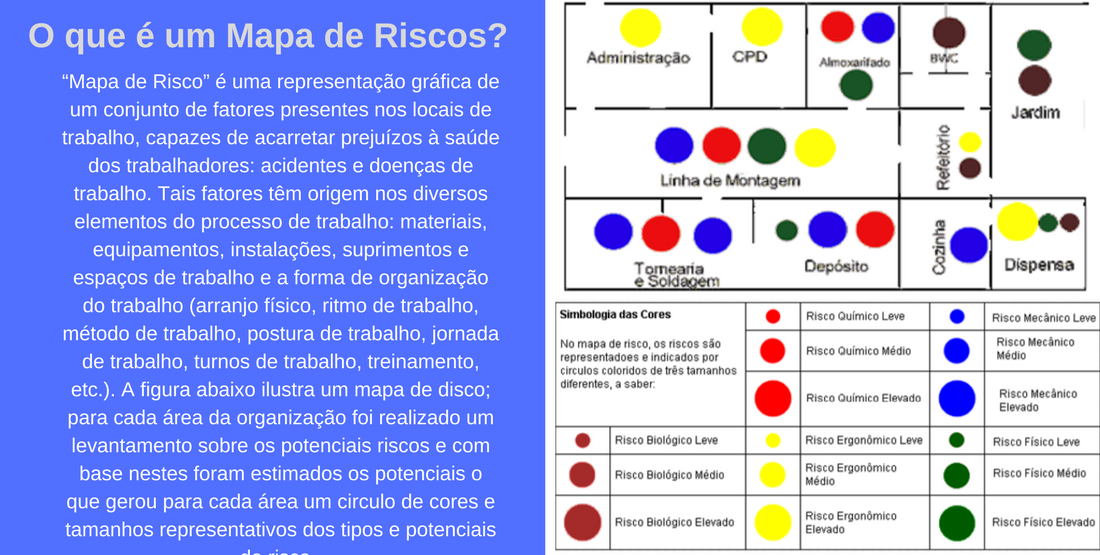 O que é um Mapa de Riscos?
“Mapa de Risco” é uma representação gráfica de
um conjunto de fatores presentes nos locais de
trabalho, capazes de acarretar prejuízos à saúde
dos trabalhadores: acidentes e doenças de
trabalho. Tais fatores têm origem nos diversos
elementos do processo de trabalho: materiais,
equipamentos, instalações, suprimentos e
espaços de trabalho e a forma de organização
do trabalho (arranjo físico, ritmo de trabalho,
método de trabalho, postura de trabalho, jornada
de trabalho, turnos de trabalho, treinamento,
etc.). A figura abaixo ilustra um mapa de disco;
para cada área da organização foi realizado um
levantamento sobre os potenciais riscos e com
base nestes foram estimados os potenciais o
que gerou para cada área um circulo de cores e
tamanhos representativos dos tipos e potenciais
Administração
CPD
Almoxarifado
BWC
Jardim
Linha de Montagem
Refeitório
Tornearia
e Soldagem
Depósito
Cozinha
Dispensa
Simbologia das Cores
No mapa de risco, os riscos são
representadoes e indicados por
circulos coloridos de três tamanhos
diferentes, a saber:
Risco Químico Leve
Risco Mecânico Leve
Risco Químico Médio
Risco Mecânico
Médio
Risco Químico Elevado
Risco Mecânico
Elevado
Risco Biológico Leve
Risco Ergonômico Leve
Risco Físico Leve
Risco Biológico Médio
Risco Ergonômico
Médio
Risco Físico Médio
Risco Biológico Elevado
Risco Ergonômico
Elevado
Risco Físico Elevado